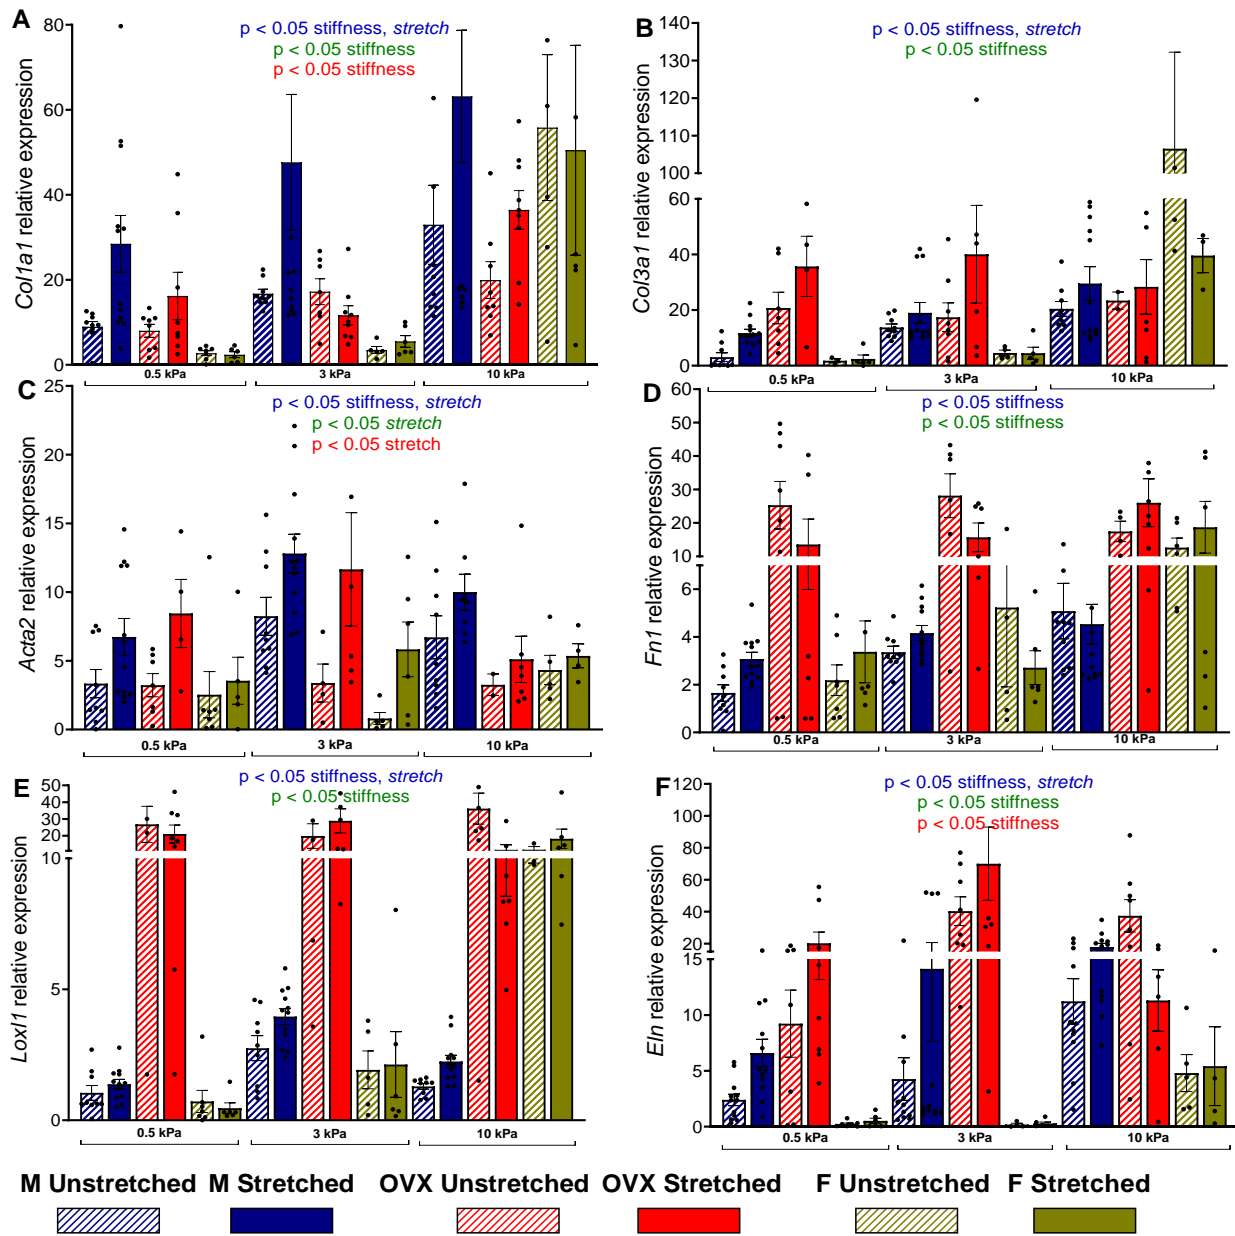 A
p < 0.05 stiffness, stretch
p < 0.05 stiffness
p < 0.05 stiffness
Col1a1 relative expression
80
60
40
20
0
0.5 kPa
3 kPa
10 kPa
B
p < 0.05 stiffness, stretch
p < 0.05 stiffness
Col3a1 relative expression
140
130
120
110
100
60
40
20
0
0.5 kPa
3 kPa
10 kPa
C
p < 0.05 stiffness, stretch
p < 0.05 stretch
p < 0.05 stretch
Acta2 relative expression
25
20
15
10
5
0
0.5 kPa
3 kPa
10 kPa
D
p < 0.05 stiffness
p < 0.05 stiffness
Fn1 relative expression
60
50
40
30
20
10
6
4
2
0
0.5 kPa
3 kPa
10 kPa
E
p < 0.05 stiffness, stretch
p < 0.05 stiffness
Loxl1 relative expression
50
40
30
20
10
5
0
0.5 kPa
3 kPa
10 kPa
F
p < 0.05 stiffness, stretch
p < 0.05 stiffness
p < 0.05 stiffness
Eln relative expression
120
100
80
60
40
20
15
10
5
0
0.5 kPa
3 kPa
10 kPa
M Unstretched M Stretched OVX Unstretched OVX Stretched F Unstretched F Stretched